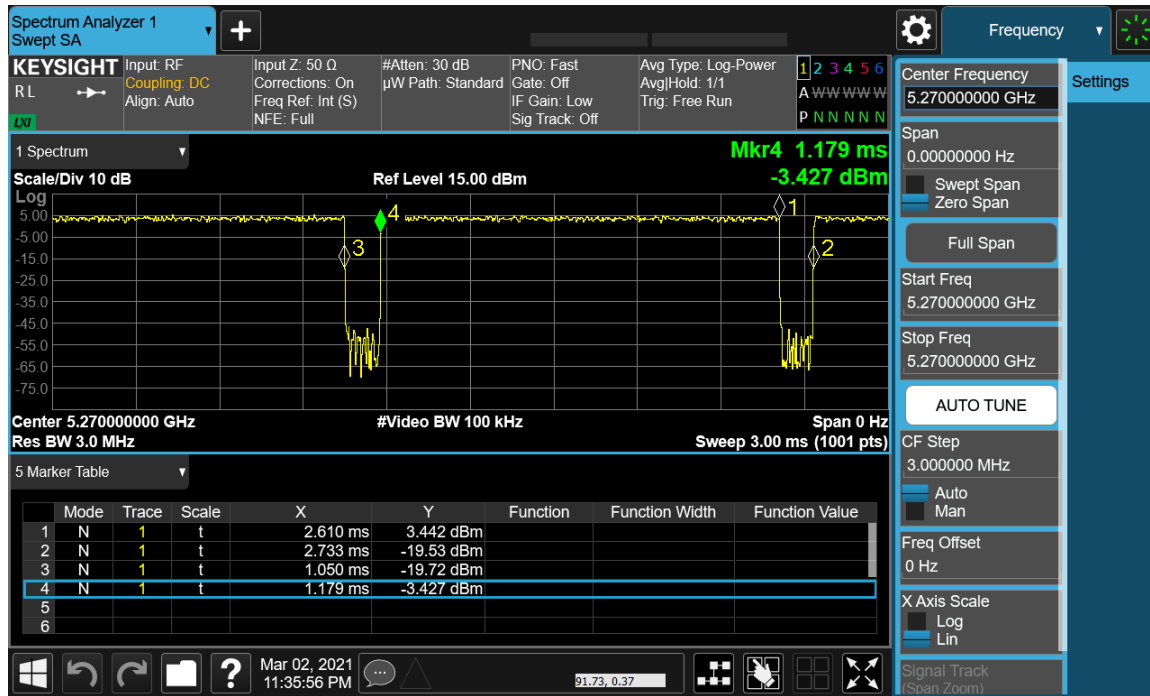 Spectrum Analyzer 1
Swept SA
+
Frequency
KEYSIGHT
RL
LXI
Input: RF
Coupling: DC
Align: Auto
Input Z: 50 Ω
Corrections: On
Freq Ref: Int (S)
NFE: Full
#Atten: 30 dB
µW Path: Standard
PNO: Fast
Gate: Off
IF Gain: Low
Sig Track: Off
Avg Type: Log-Power
Avg|Hold: 1/1
Trig: Free Run
1 2 3 4 5 6
A W W W W W
P N N N N N
1 Spectrum
Mkr4 1.179 ms
-3.427 dBm
Scale/Div 10 dB
Ref Level 15.00 dBm
Log
5.00
-5.00
-15.0
-25.0
-35.0
-45.0
-55.0
-65.0
-75.0
4
3
1
2
Center 5.270000000 GHz
#Video BW 100 kHz
Span 0 Hz
Res BW 3.0 MHz
Sweep 3.00 ms (1001 pts)
5 Marker Table
Mode Trace Scale X Y Function Function Width Function Value
1 N 1 t 2.610 ms 3.442 dBm
2 N 1 t 2.733 ms -19.53 dBm
3 N 1 t 1.050 ms -19.72 dBm
4 N 1 t 1.179 ms -3.427 dBm
5
6
Center Frequency
5.270000000 GHz
Settings
Span
0.00000000 Hz
Swept Span
Zero Span
Full Span
Start Freq
5.270000000 GHz
Stop Freq
5.270000000 GHz
AUTO TUNE
CF Step
3.000000 MHz
Auto
Man
Freq Offset
0 Hz
X Axis Scale
Log
Lin
Signal Track
(Span Zoom)
?
Mar 02, 2021
11:35:56 PM
91.73, 0.37